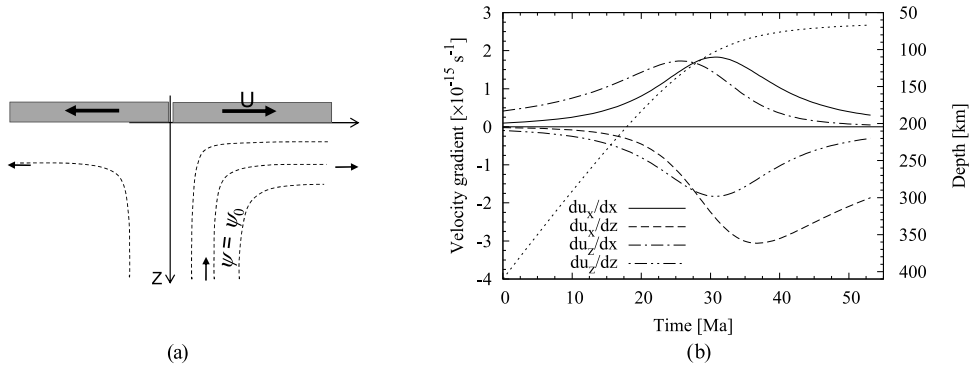 U
Z
ψ = ψ0
(a)
Velocity gradient [×10-15 s-1]
3
2
1
0
-1
-2
-3
-4
0
10
20
30
40
50
Time [Ma]
dux/dx
dux/dz
duz/dx
duz/dz
50
100
150
200
250
300
350
400
Depth [km]
(b)